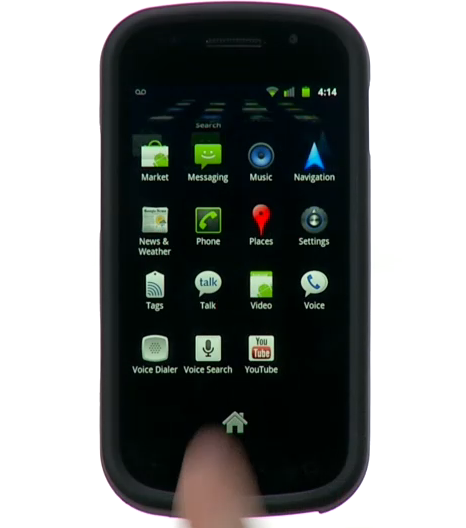 4:14
Search
Market Messaging Music Navigation
News &
Weather Phone Places Settings
Tags talk Talk Video Voice
You
Tube
Voice Dialer Voice Search YouTube